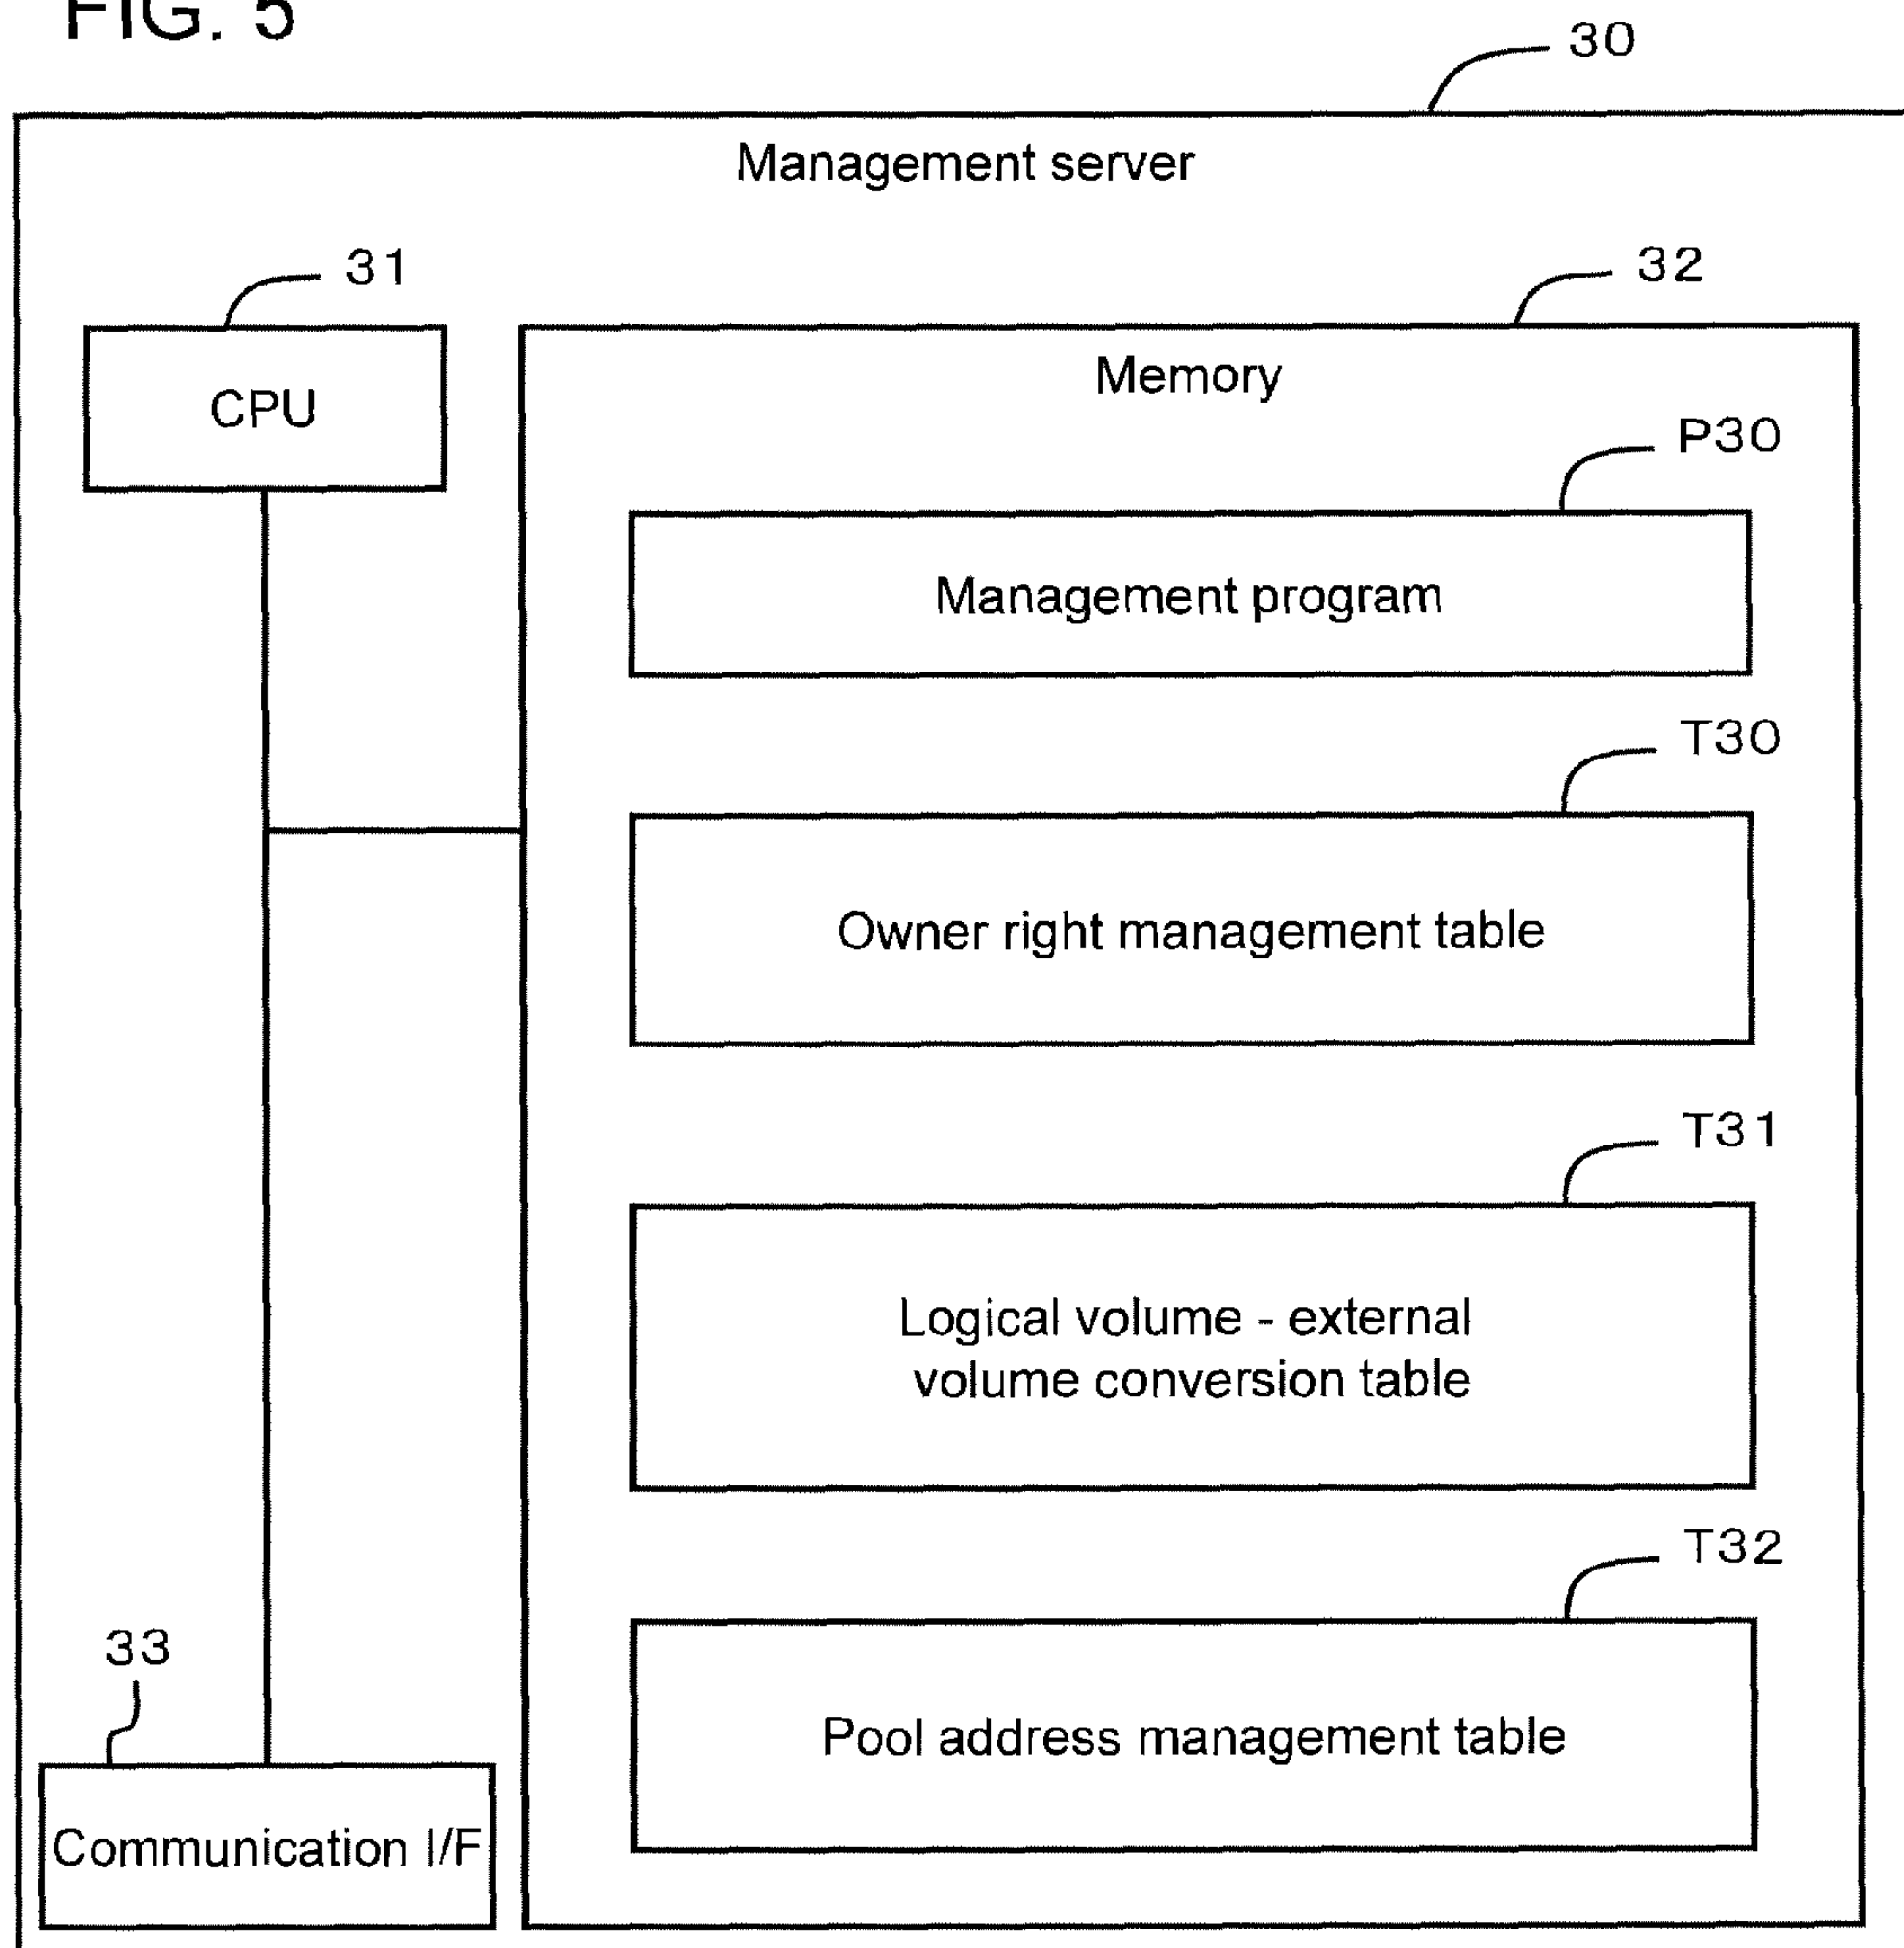 FIG. 5
30
Management server
31
32
CPU
Memory
P30
Management program
T30
Owner right management table
T31
Logical volume - external
volume conversion table
T32
Pool address management table
33
Communication I/F